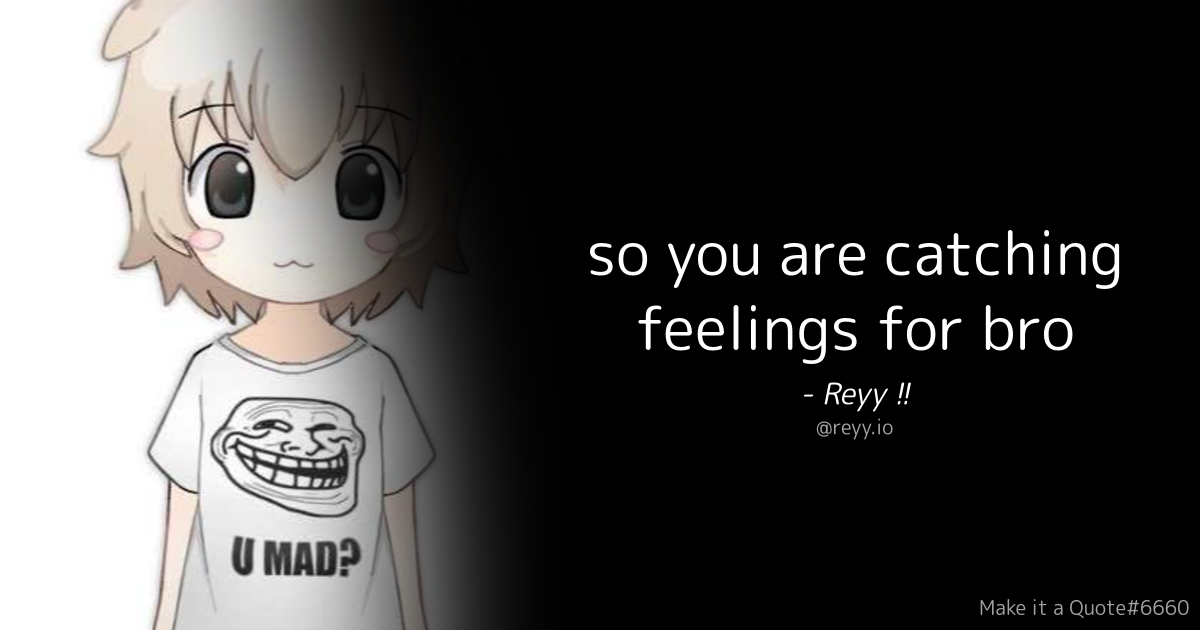 U MAD?
so you are catching
feelings for bro
- Reyy !!
@reyy.io
Make it a Quote#6660